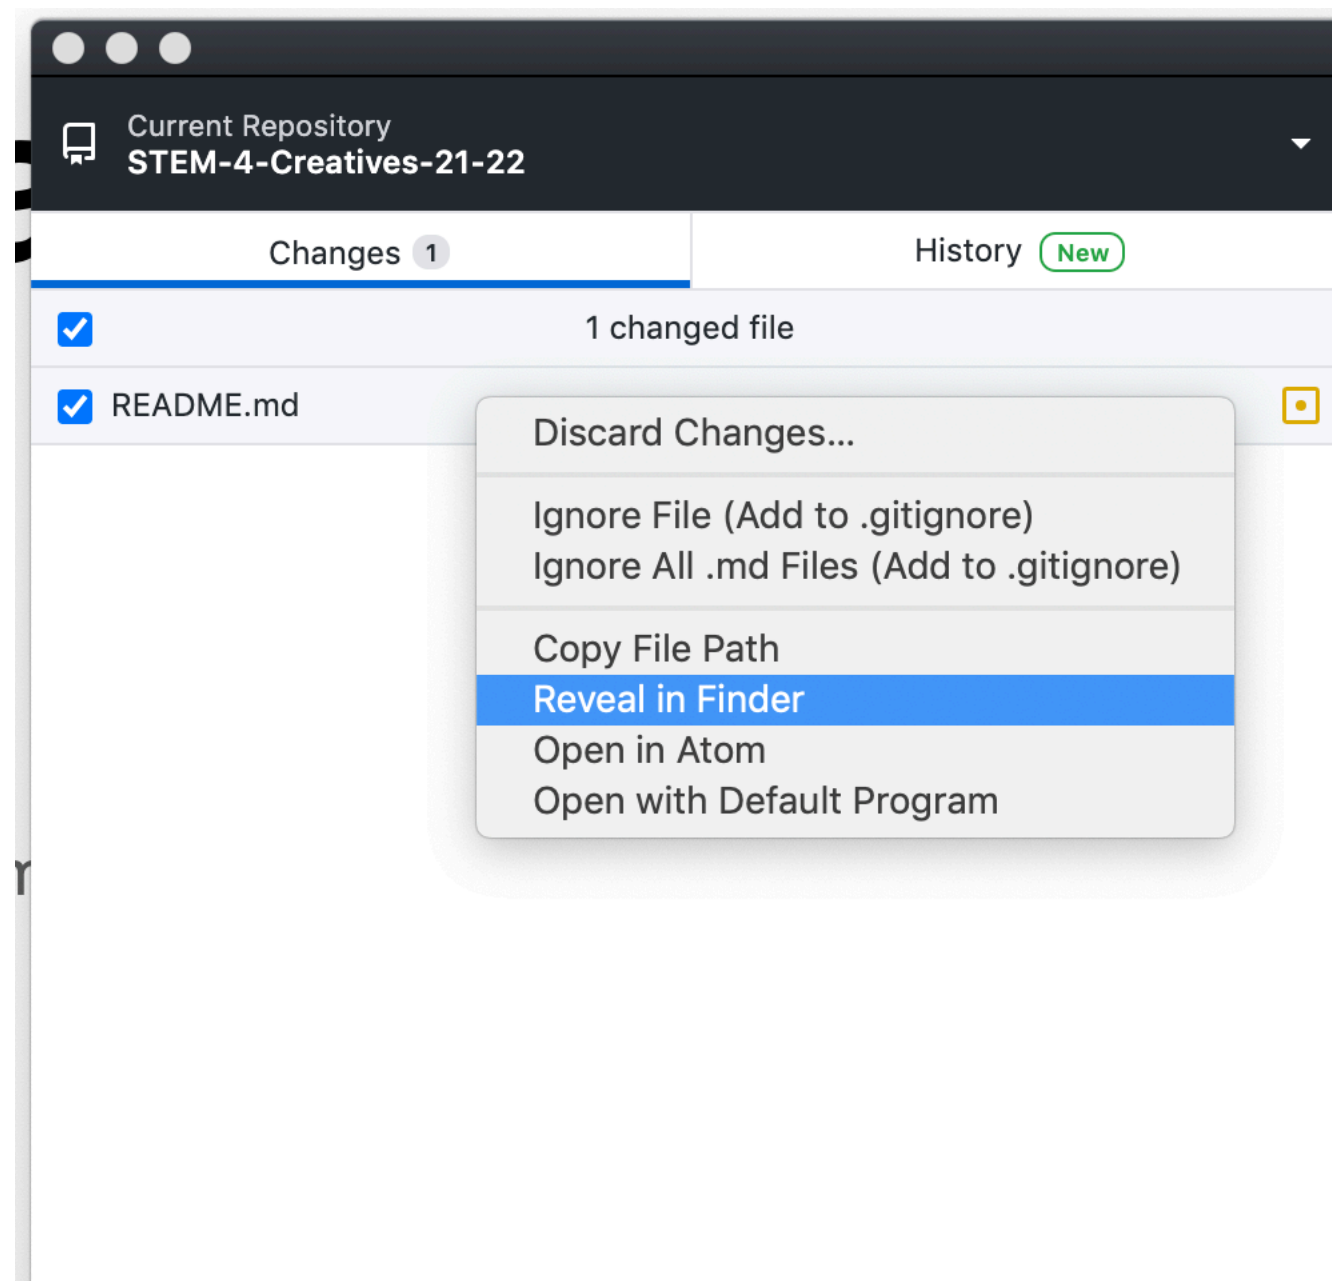 Current Repository
STEM-4-Creatives-21-22
Changes 1
History New
1 changed file
README.md
Discard Changes...
Ignore File (Add to .gitignore)
Ignore All .md Files (Add to .gitignore)
Copy File Path
Reveal in Finder
Open in Atom
Open with Default Program